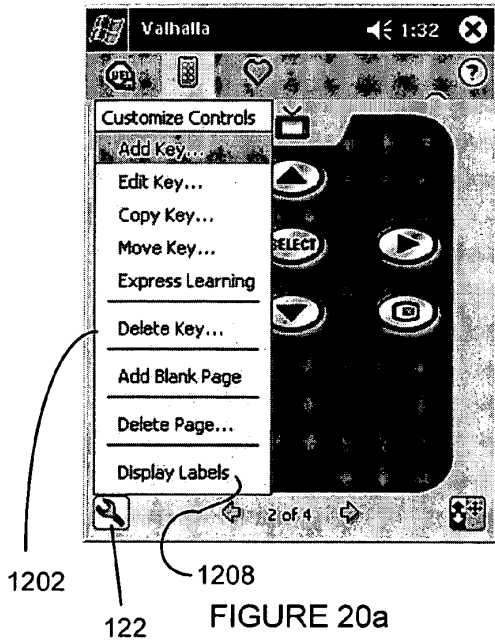 Valhalla 1:32
?
Customize Controls
Add Key...
Edit Key...
Copy Key...
Move Key...
Express Learning
Delete Key...
Add Blank Page
Delete Page...
Display Labels
SELECT
2 of 4
1202
1208
122
FIGURE 20a